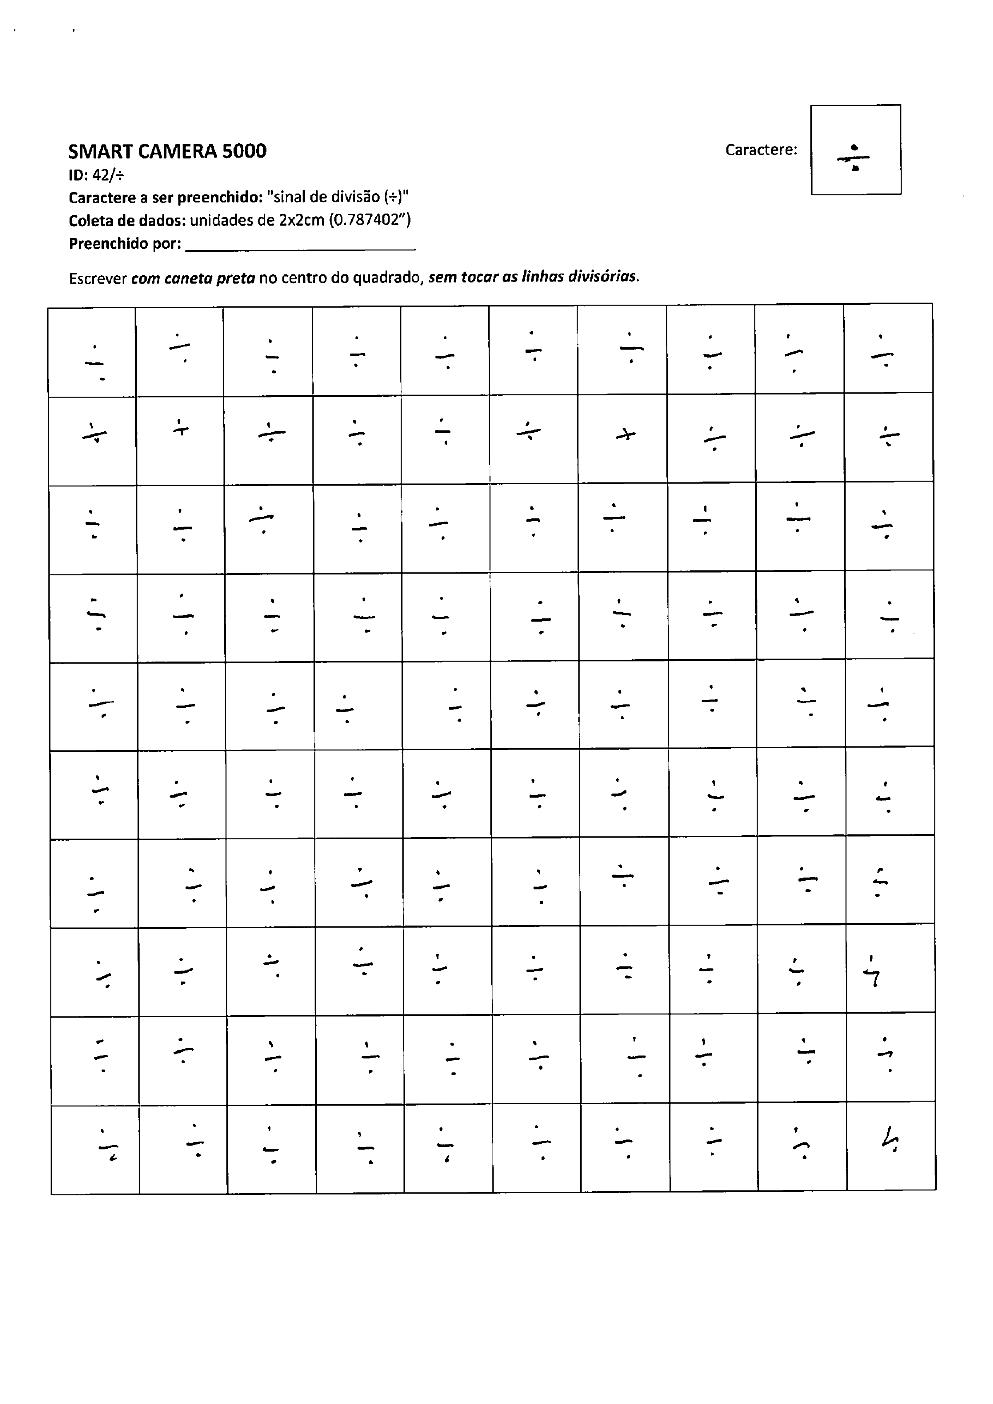 SMART CAMERA 5000
Caractere: ÷
ID: 42/÷
Caractere a ser preenchido: "sinal de divisão (÷)"
Coleta de dados: unidades de 2x2cm (0.787402”)
Preenchido por: ____________________________
Escrever com caneta preta no centro do quadrado, sem tocar as linhas divisórias.
÷ ÷ ÷ ÷ ÷ ÷ ÷ ÷ ÷ ÷
÷ ÷ ÷ ÷ ÷ ÷ ÷ ÷ ÷ ÷
÷ ÷ ÷ ÷ ÷ ÷ ÷ ÷ ÷ ÷
÷ ÷ ÷ ÷ ÷ ÷ ÷ ÷ ÷ ÷
÷ ÷ ÷ ÷ ÷ ÷ ÷ ÷ ÷ ÷
÷ ÷ ÷ ÷ ÷ ÷ ÷ ÷ ÷ ÷
÷ ÷ ÷ ÷ ÷ ÷ ÷ ÷ ÷ ÷
÷ ÷ ÷ ÷ ÷ ÷ ÷ ÷ ÷ ÷
÷ ÷ ÷ ÷ ÷ ÷ ÷ ÷ ÷ ÷
÷ ÷ ÷ ÷ ÷ ÷ ÷ ÷ ÷ ÷